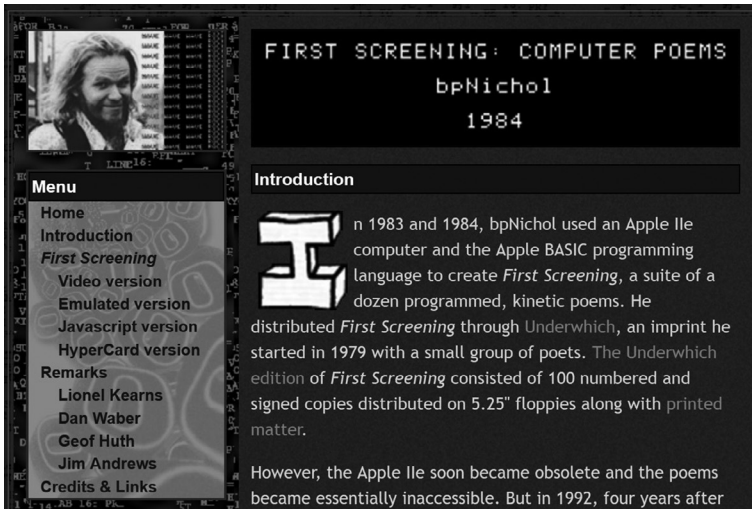 FIRST SCREENING: COMPUTER POEMS
bpNichol
1984
Menu
Home
Introduction
First Screening
Video version
Emulated version
Javascript version
HyperCard version
Remarks
Lionel Kearns
Dan Waber
Geof Huth
Jim Andrews
Credits & Links
Introduction
In 1983 and 1984, bpNichol used an Apple IIe
computer and the Apple BASIC programming
language to create First Screening, a suite of a
dozen programmed, kinetic poems. He
distributed First Screening through Underwhich, an imprint he
started in 1979 with a small group of poets. The Underwhich
edition of First Screening consisted of 100 numbered and
signed copies distributed on 5.25" floppies along with printed
matter.
However, the Apple IIe soon became obsolete and the poems
became essentially inaccessible. But in 1992, four years after